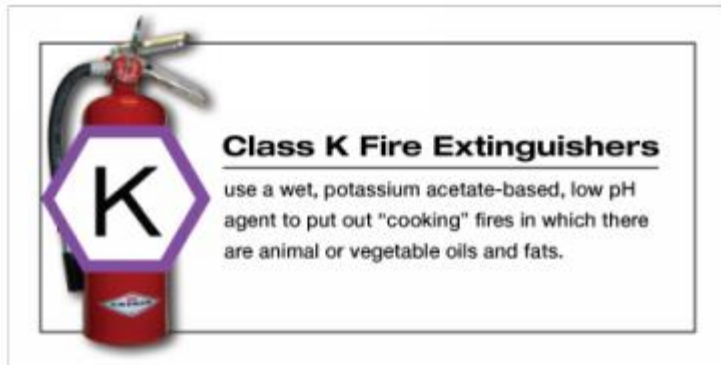 K
Class K Fire Extinguishers
use a wet, potassium acetate-based, low pH
agent to put out “cooking” fires in which there
are animal or vegetable oils and fats.